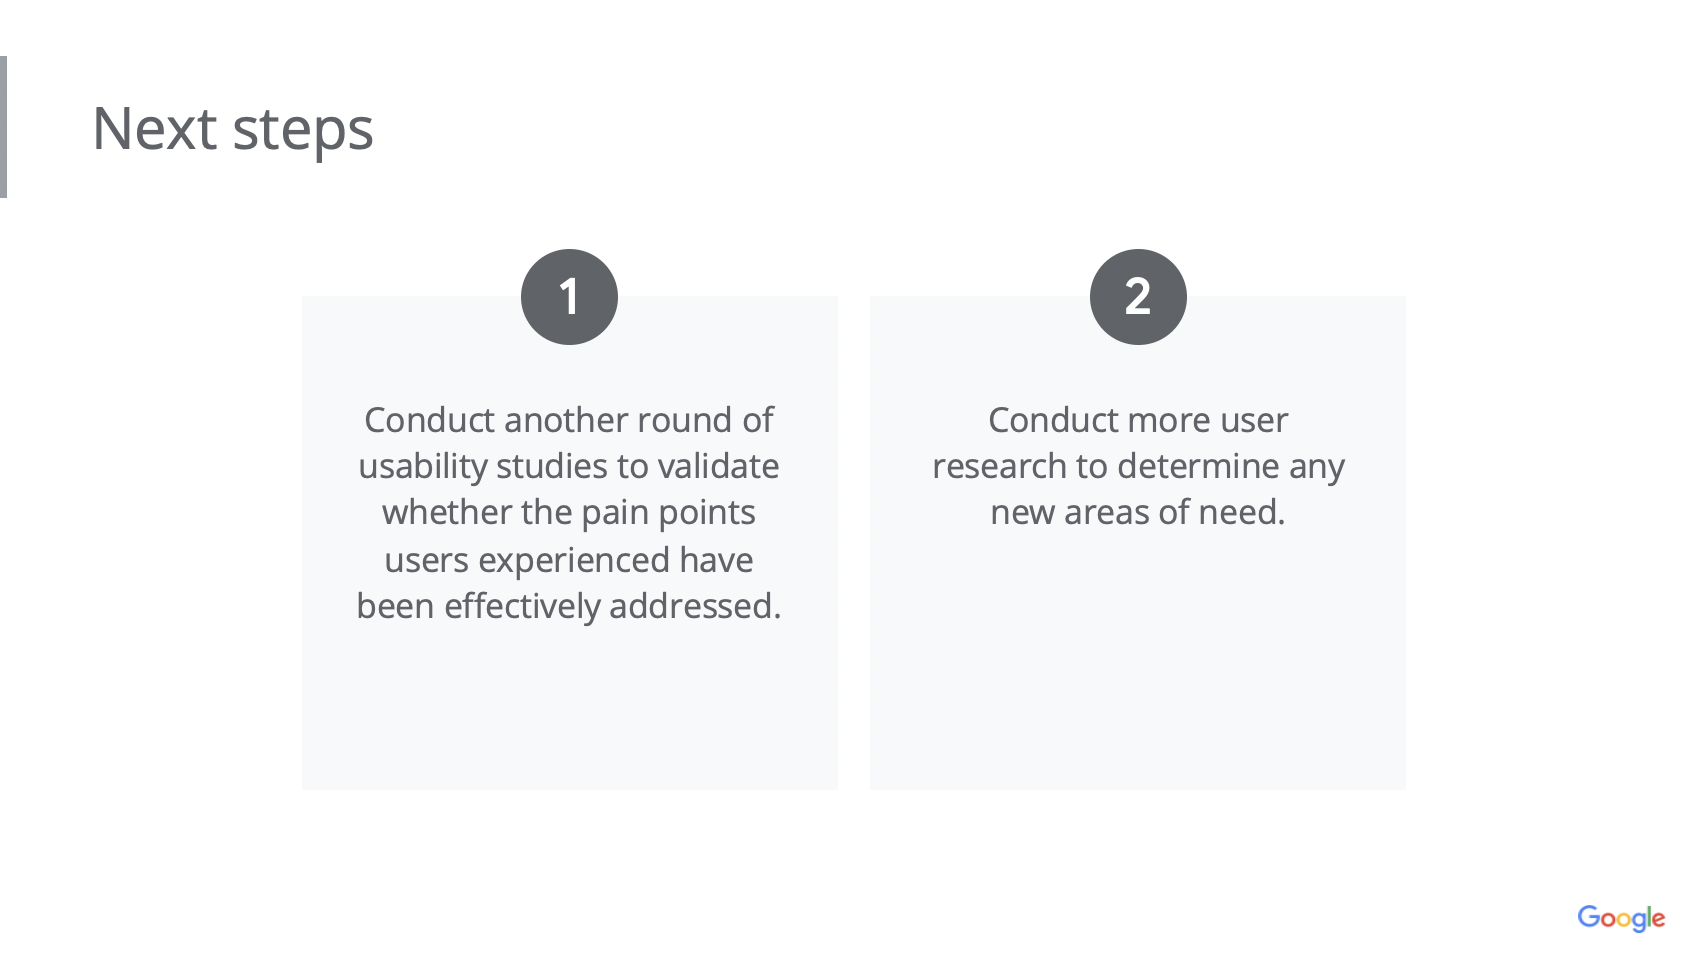 Next steps
1
Conduct another round of
usability studies to validate
whether the pain points
users experienced have
been effectively addressed.
2
Conduct more user
research to determine any
new areas of need.
Google